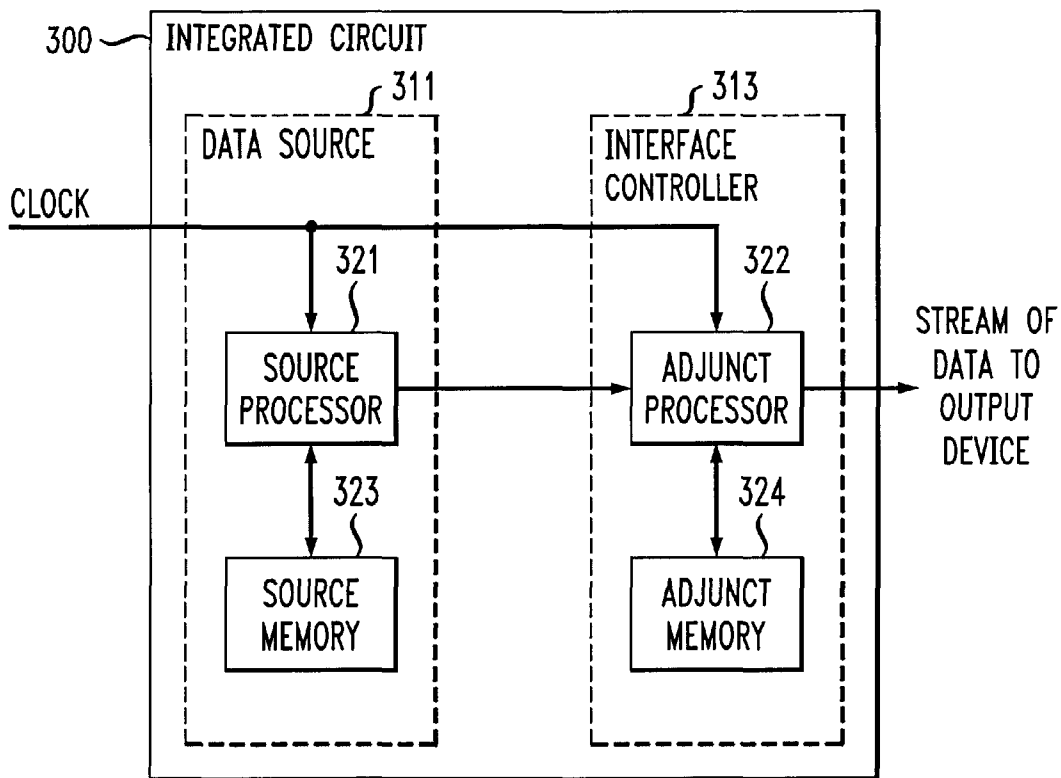 300
INTEGRATED CIRCUIT
311
313
DATA SOURCE
INTERFACE
CONTROLLER
CLOCK
321
322
SOURCE
PROCESSOR
ADJUNCT
PROCESSOR
STREAM OF
DATA TO
OUTPUT
DEVICE
323
324
SOURCE
MEMORY
ADJUNCT
MEMORY